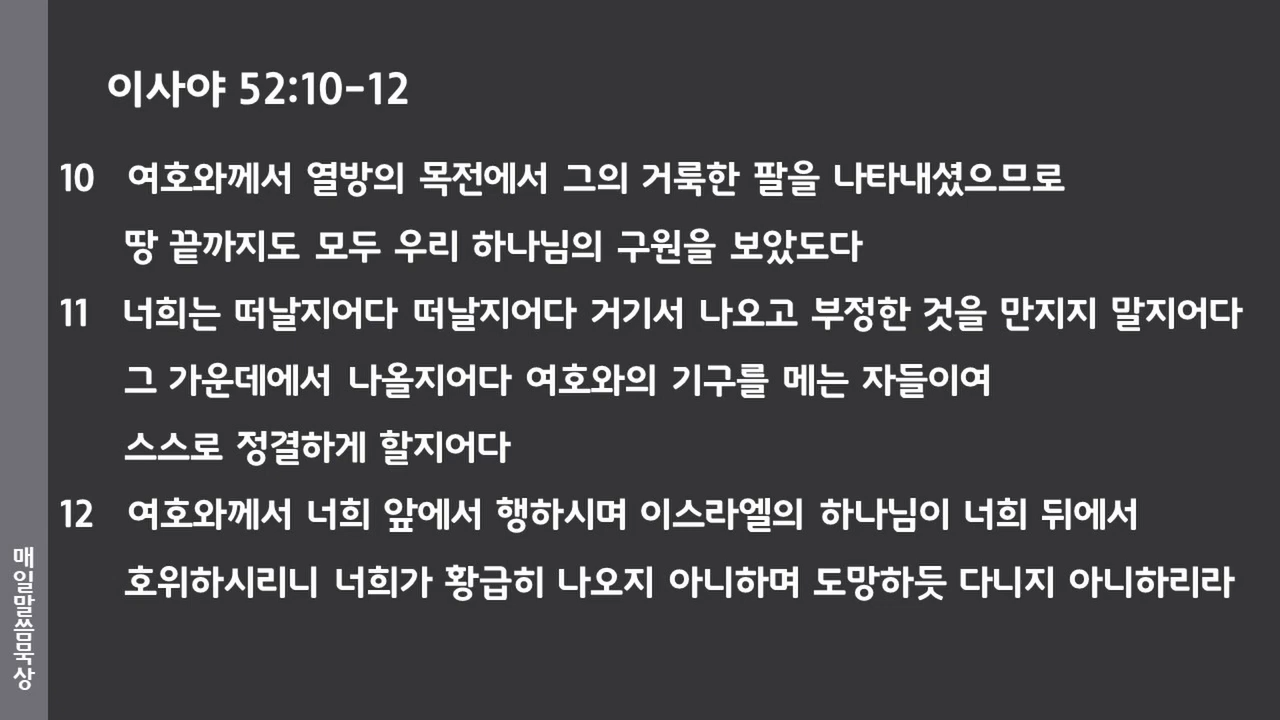 이사야 52:10-12
10 여호와께서 열방의 목전에서 그의 거룩한 팔을 나타내셨으므로
땅 끝까지도 모두 우리 하나님의 구원을 보았도다
11 너희는 떠날지어다 떠날지어다 거기서 나오고 부정한 것을 만지지 말지어다
그 가운데에서 나올지어다 여호와의 기구를 메는 자들이여
스스로 정결하게 할지어다
12 여호와께서 너희 앞에서 행하시며 이스라엘의 하나님이 너희 뒤에서
호위하시리니 너희가 황급히 나오지 아니하며 도망하듯 다니지 아니하리라
매일말씀묵상